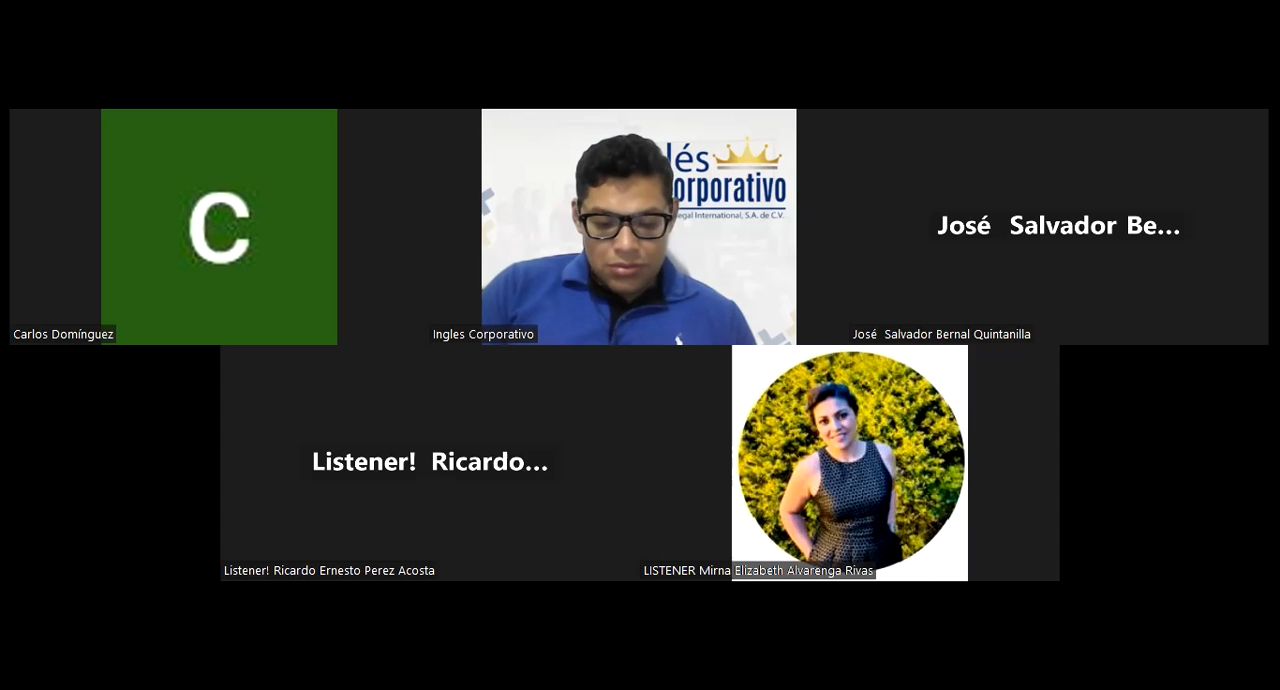 C
Carlos Domínguez
lés
orporativo
egal International, S.A. de C.V.
Ingles Corporativo
José Salvador Be...
José Salvador Bernal Quintanilla
Listener! Ricardo...
Listener! Ricardo Ernesto Perez Acosta
LISTENER Mirna Elizabeth Alvarenga Rivas